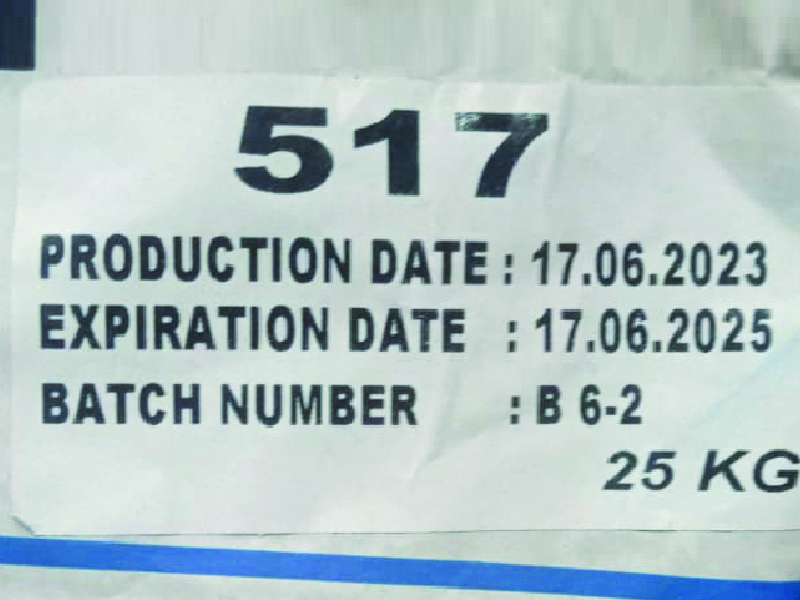 517
PRODUCTION DATE : 17.06.2023
EXPIRATION DATE : 17.06.2025
BATCH NUMBER : B 6-2
25 KG